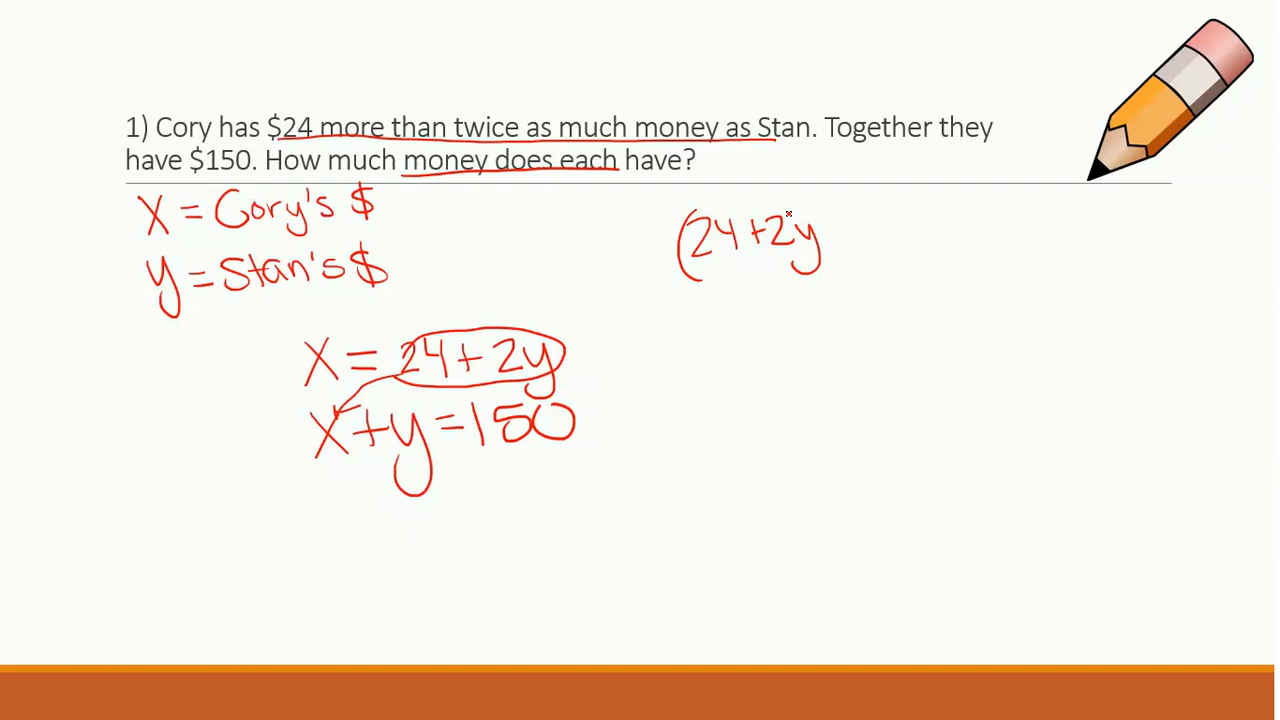 1) Cory has $24 more than twice as much money as Stan. Together they
have $150. How much money does each have?
x = Cory's $
y = Stan's $
(24 +2y
x = 24 + 2y
x + y = 150